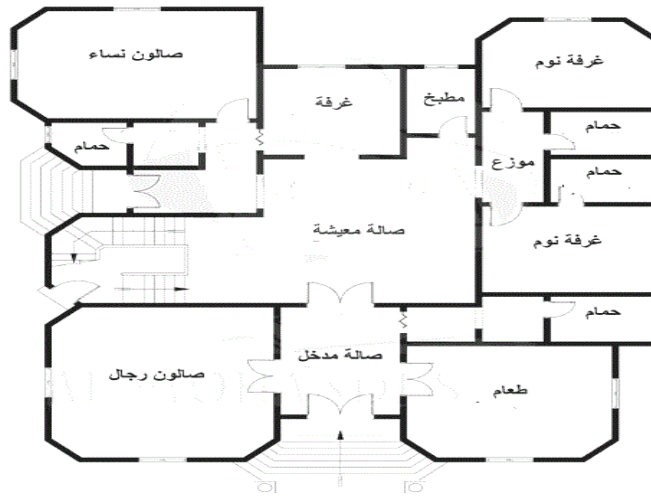 صالون نساء
غرفة نوم
غرفة
مطبخ
حمام
حمام
موزع
حمام
صالة معيشة
غرفة نوم
حمام
صالة مدخل
صالون رجال
طعام